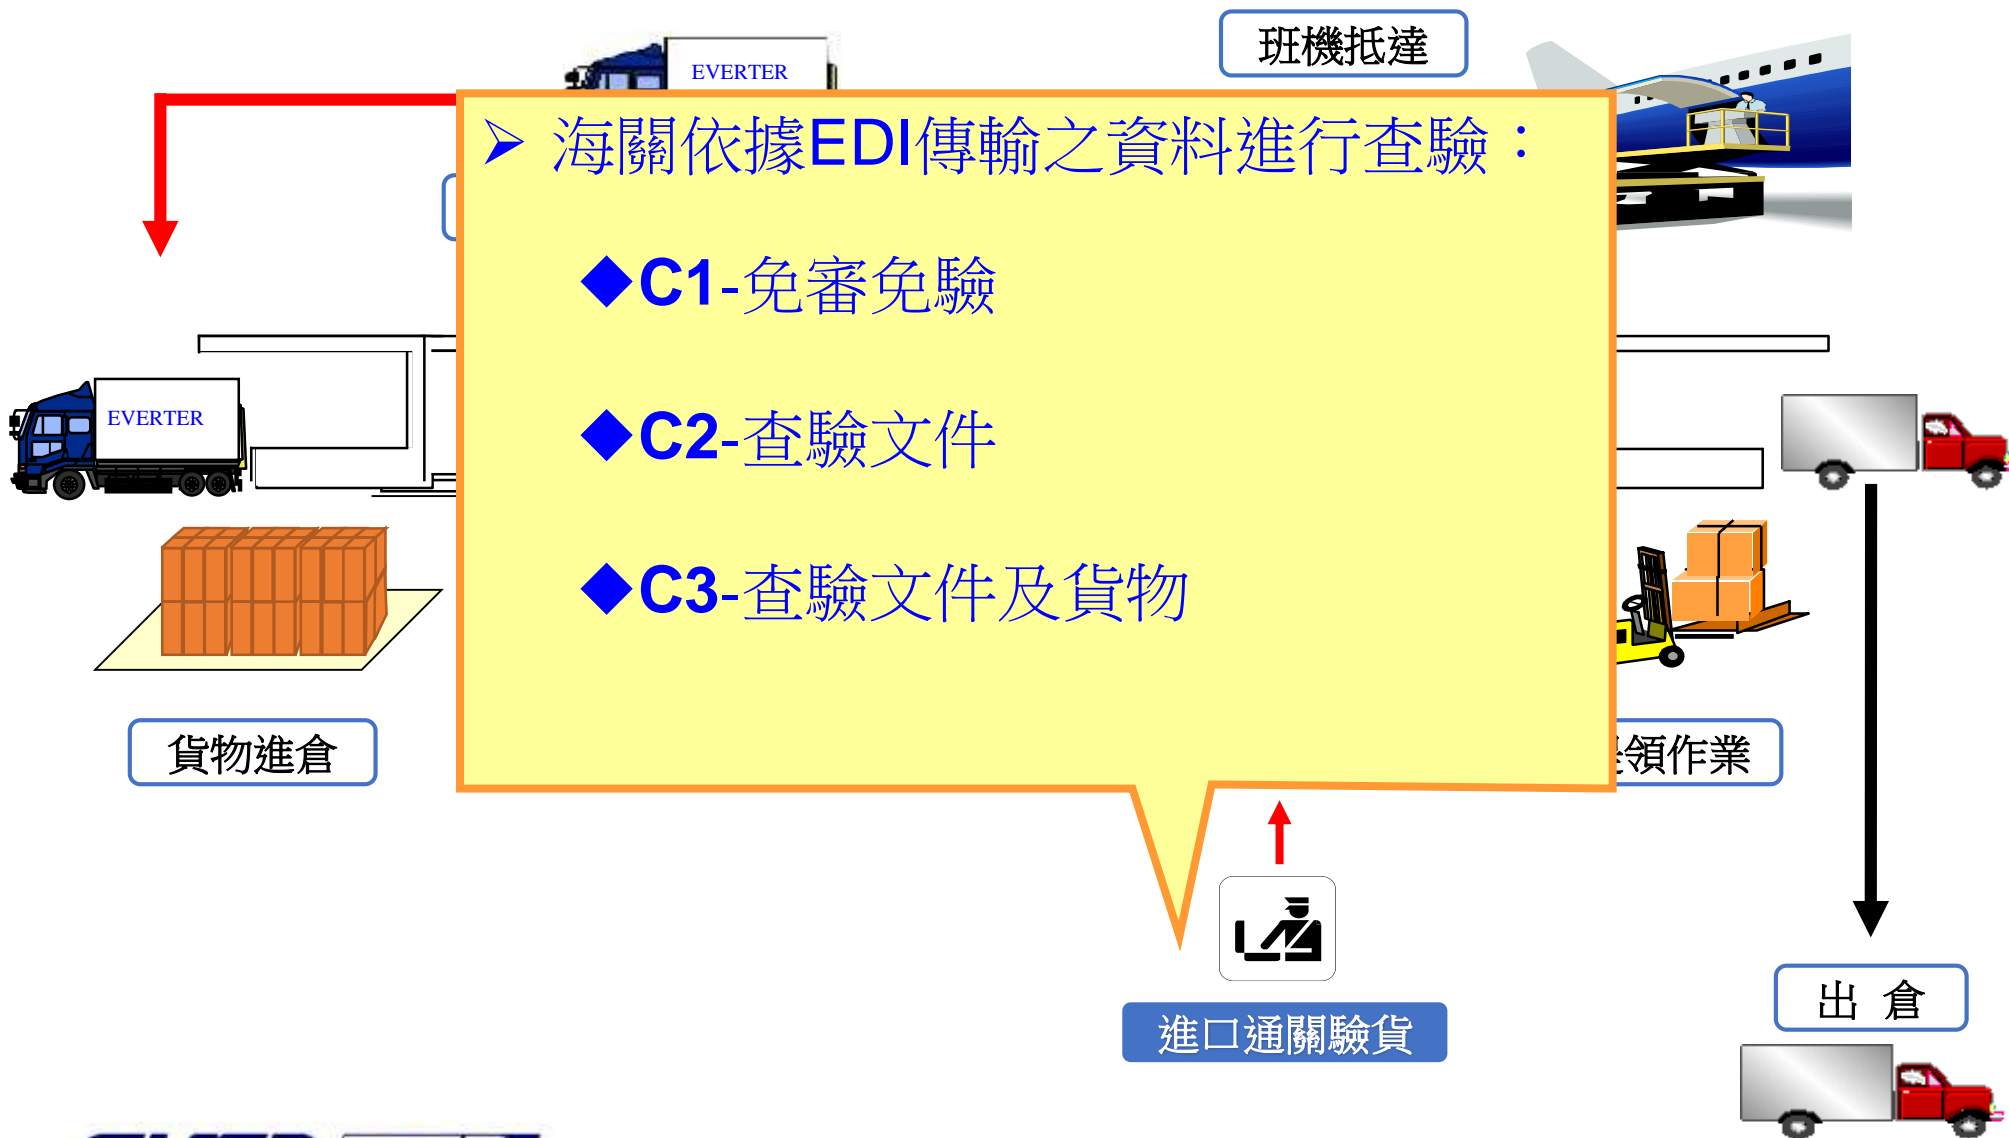 班機抵達
EVERTER
海關依據EDI傳輸之資料進行查驗：
C1-免審免驗
C2-查驗文件
EVERTER
C3-查驗文件及貨物
貨物進倉
領作業
出 倉
進口通關驗貨